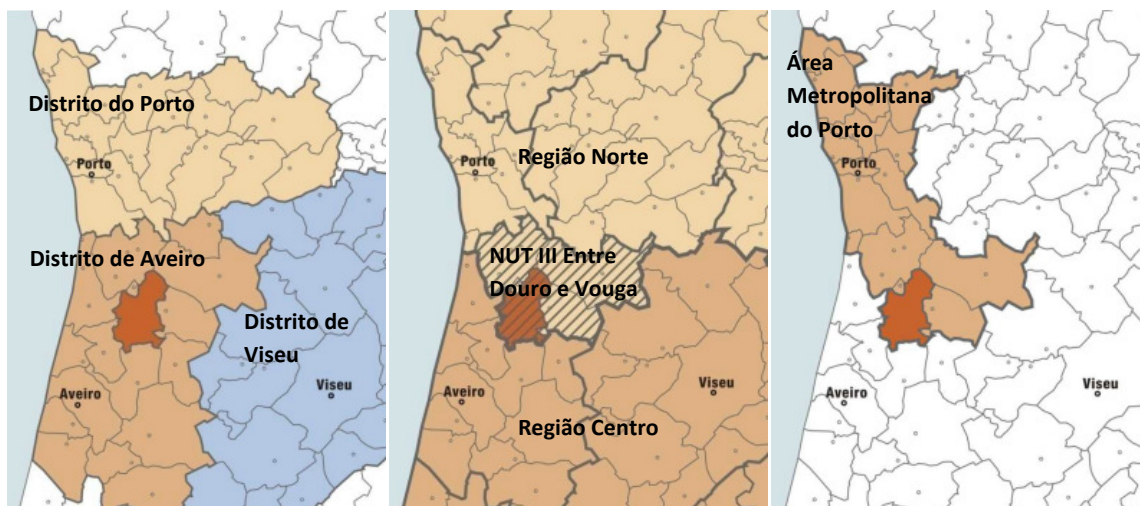 Distrito do Porto
Porto
Distrito de Aveiro
Distrito de
Viseu
Viseu
Aveiro
Porto
Região Norte
NUT III Entre
Douro e Vouga
Viseu
Aveiro
Região Centro
Área
Metropolitana
do Porto
Porto
Viseu
Aveiro